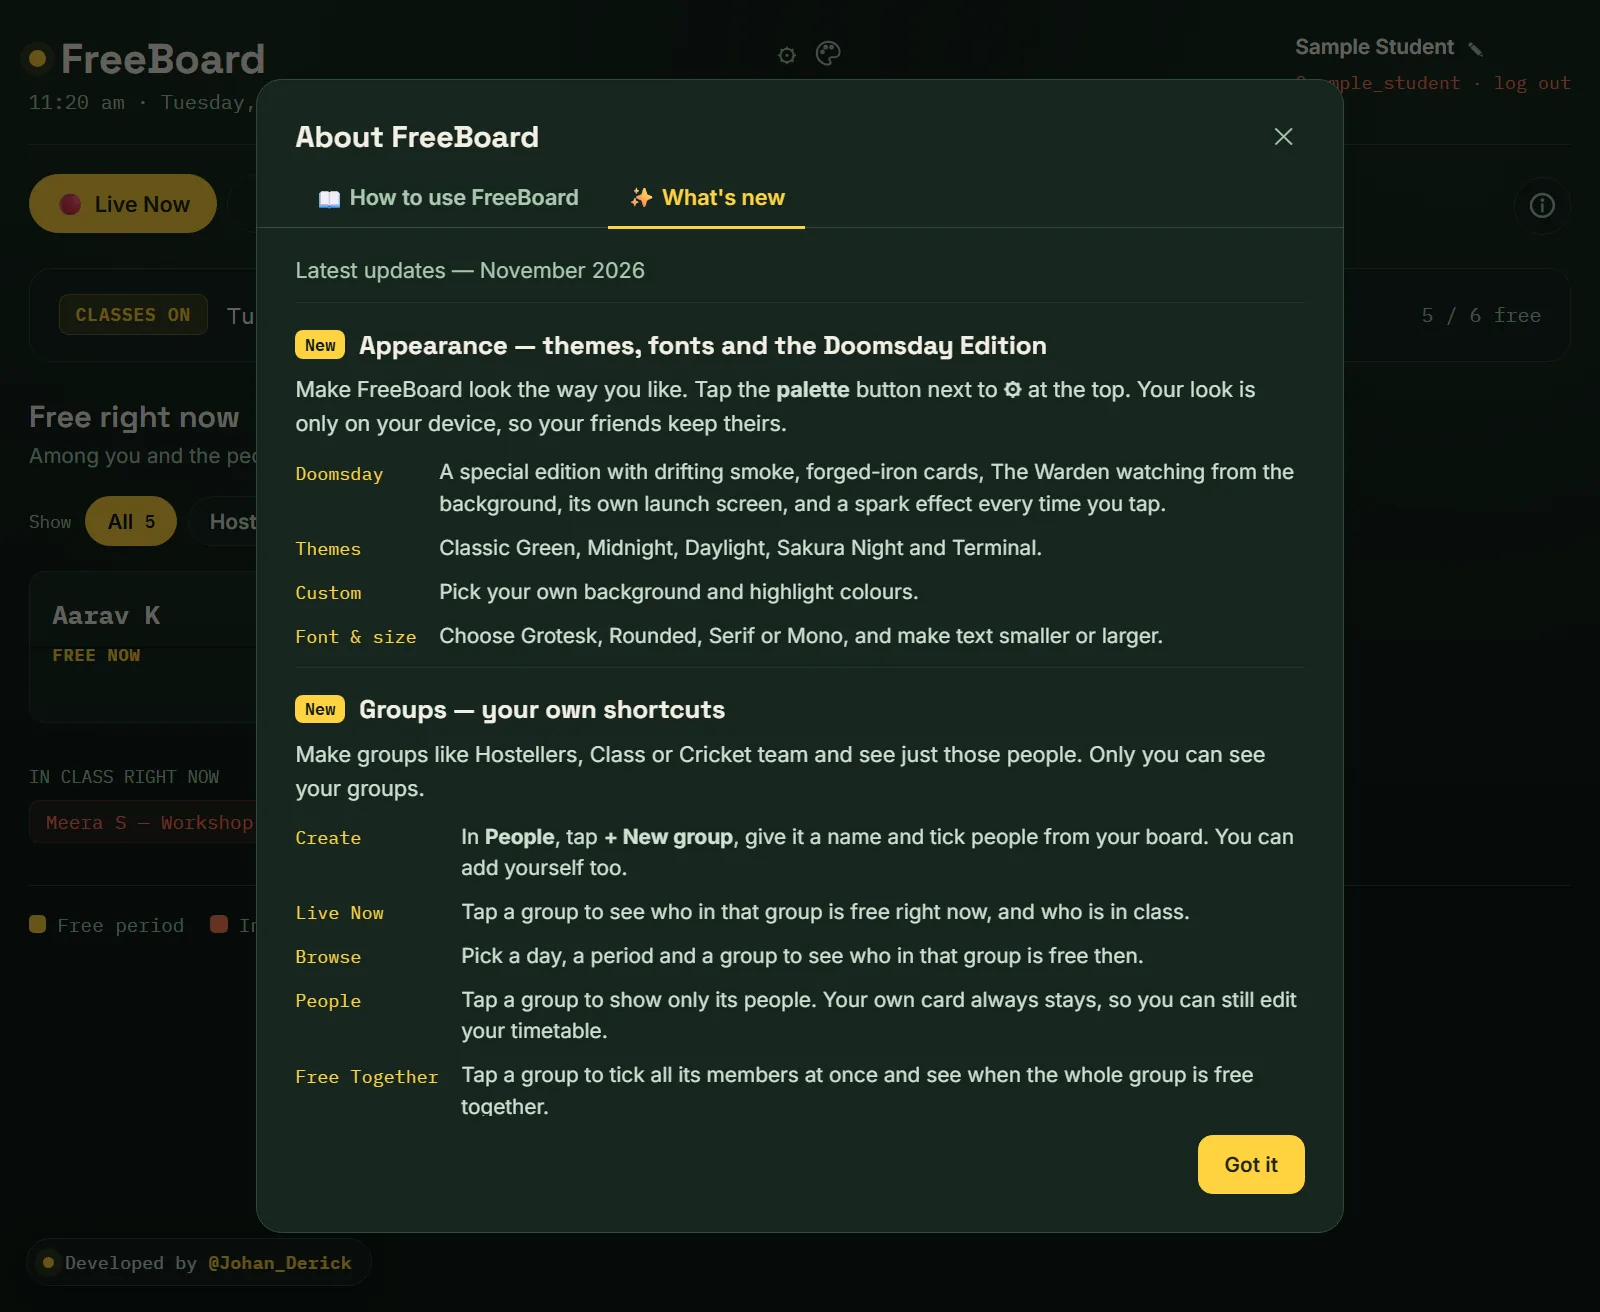 FreeBoard
11:20 am · Tuesday,
Sample Student
mple_student · log out
Live Now
CLASSES ON Tu
5 / 6 free
Free right now
Among you and the
Show All 5 Host
Aarav K
FREE NOW
IN CLASS RIGHT NOW
Meera S — Workshop
Free period
About FreeBoard
How to use FreeBoard
What's new
Latest updates — November 2026
New Appearance — themes, fonts and the Doomsday Edition
Make FreeBoard look the way you like. Tap the palette button next to ⚙ at the top. Your look is
only on your device, so your friends keep theirs.
Doomsday A special edition with drifting smoke, forged-iron cards, The Warden watching from the
background, its own launch screen, and a spark effect every time you tap.
Themes Classic Green, Midnight, Daylight, Sakura Night and Terminal.
Custom Pick your own background and highlight colours.
Font & size Choose Grotesk, Rounded, Serif or Mono, and make text smaller or larger.
New Groups — your own shortcuts
Make groups like Hostellers, Class or Cricket team and see just those people. Only you can see
your groups.
Create In People, tap + New group, give it a name and tick people from your board. You can
add yourself too.
Live Now Tap a group to see who in that group is free right now, and who is in class.
Browse Pick a day, a period and a group to see who in that group is free then.
People Tap a group to show only its people. Your own card always stays, so you can still edit
your timetable.
Free Together Tap a group to tick all its members at once and see when the whole group is free
together.
Got it
Developed by @Johan_Derick